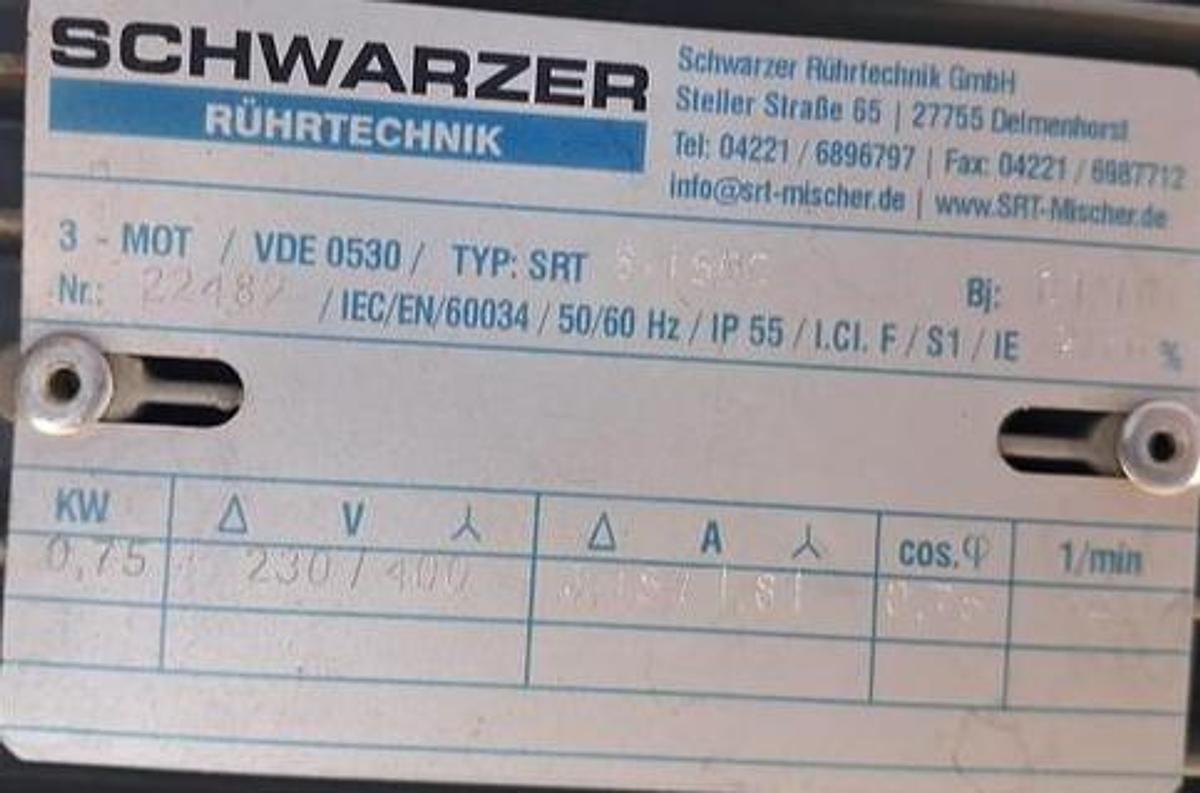 SCHWARZER
RÜHRTECHNIK
Schwarzer Rührtechnik GmbH
Steller Straße 65 | 27755 Delmenhorst
Tel: 04221 / 6896797 | Fax: 04221 / 6987712
info@srt-mischer.de | www.SRT-Mischer.de
3 - MOT / VDE 0530 / TYP: SRT Bj:
Nr.: 22487 / IEC/EN/60034 / 50/60 Hz / IP 55 / I.Cl. F / S1 / IE %
KW Δ V ⅄ Δ A ⅄ cos.φ 1/min
0,75 230 / 400